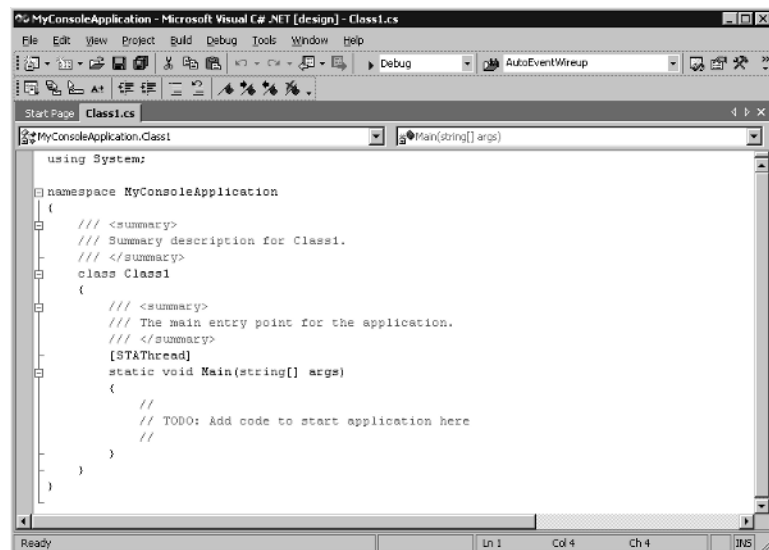 MyConsoleApplication - Microsoft Visual C# .NET [design] - Class1.cs
File Edit View Project Build Debug Tools Window Help
Debug AutoEventWireup
Start Page Class1.cs
MyConsoleApplication.Class1 Main(string[] args)
using System;
namespace MyConsoleApplication
{
/// <summary>
/// Summary description for Class1.
/// </summary>
class Class1
{
/// <summary>
/// The main entry point for the application.
/// </summary>
[STAThread]
static void Main(string[] args)
{
//
// TODO: Add code to start application here
//
}
}
}
Ready Ln 1 Col 4 Ch 4 INS